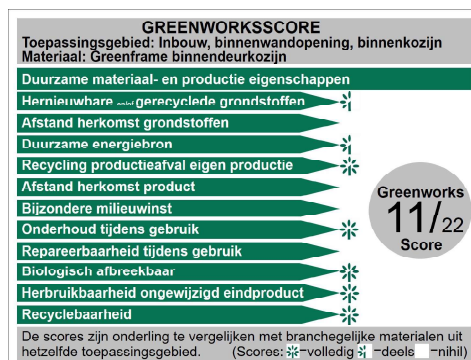 GREENWORKSSCORE
Toepassingsgebied: Inbouw, binnenwandopening, binnenkozijn
Materiaal: Greenframe binnendeurkozijn
Duurzame materiaal- en productie eigenschappen
Hernieuwbare en/of gerecyclede grondstoffen
Afstand herkomst grondstoffen
Duurzame energiebron
Recycling productieafval eigen productie
Afstand herkomst product
Bijzondere milieuwinst
Onderhoud tijdens gebruik
Repareerbaarheid tijdens gebruik
Biologisch afbreekbaar
Herbruikbaarheid ongewijzigd eindproduct
Recyclebaarheid
Greenworks
11/22
Score
De scores zijn onderling te vergelijken met branchegelijke materialen uit
hetzelfde toepassingsgebied. (Scores: =volledig =deels =nihil)